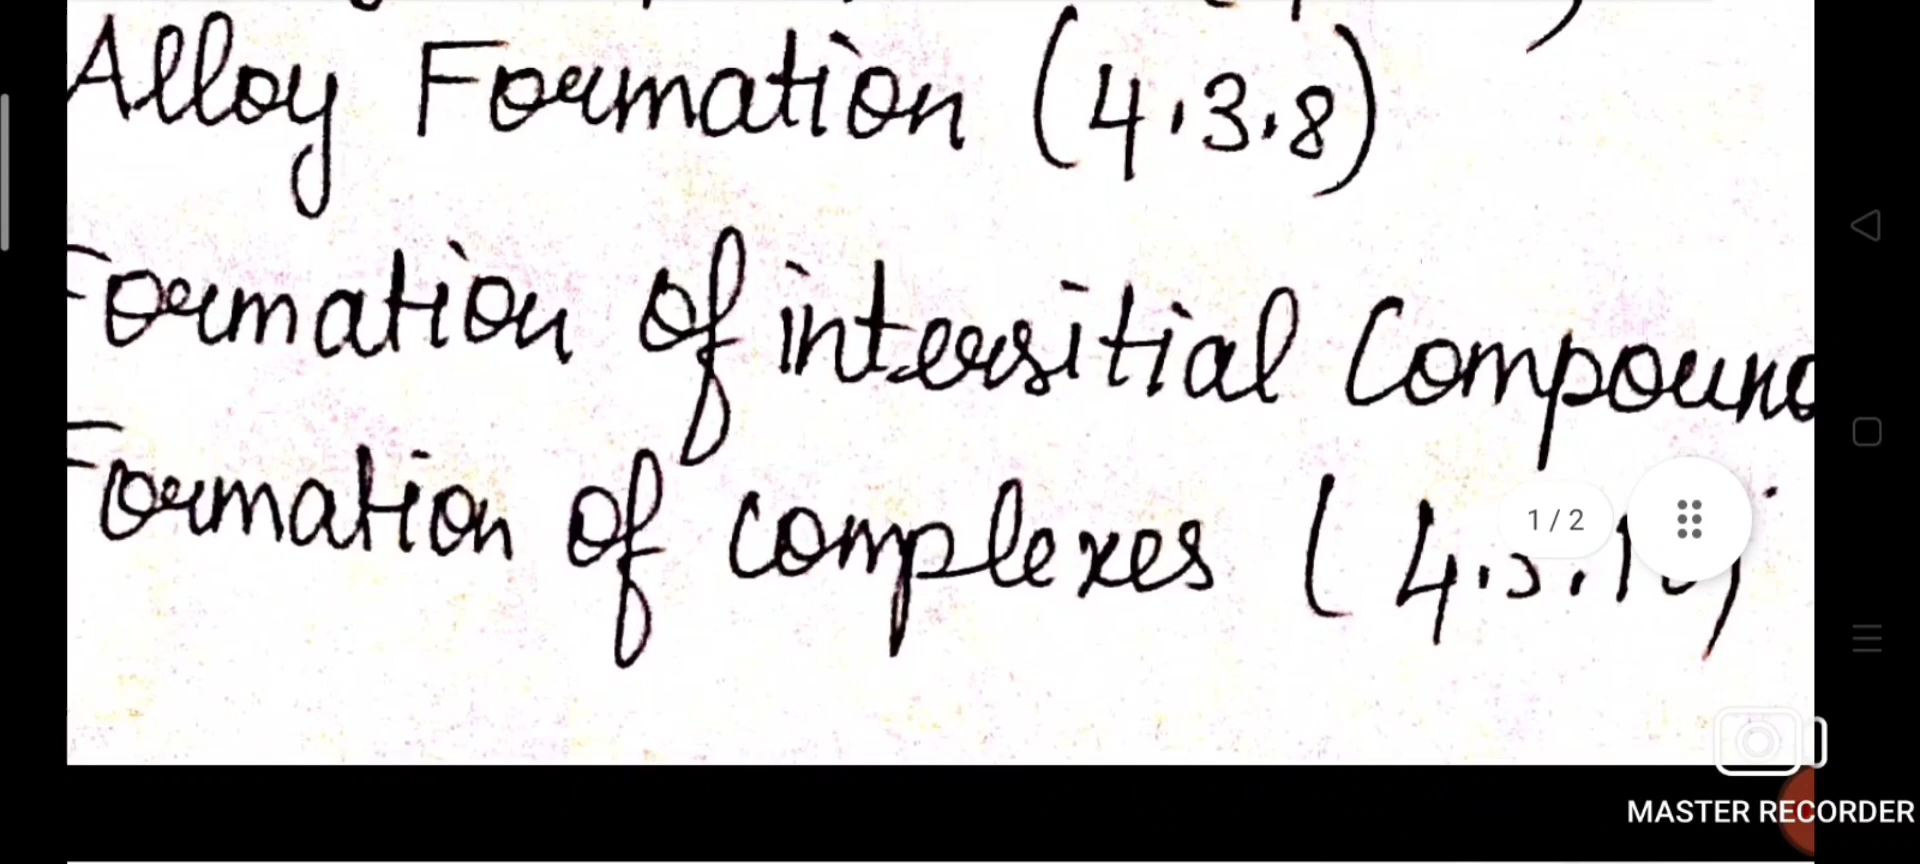 Alloy Formation (4.3.8)
Formation of intersitial Compound
Formation of complexes
1 / 2
MASTER RECORDER